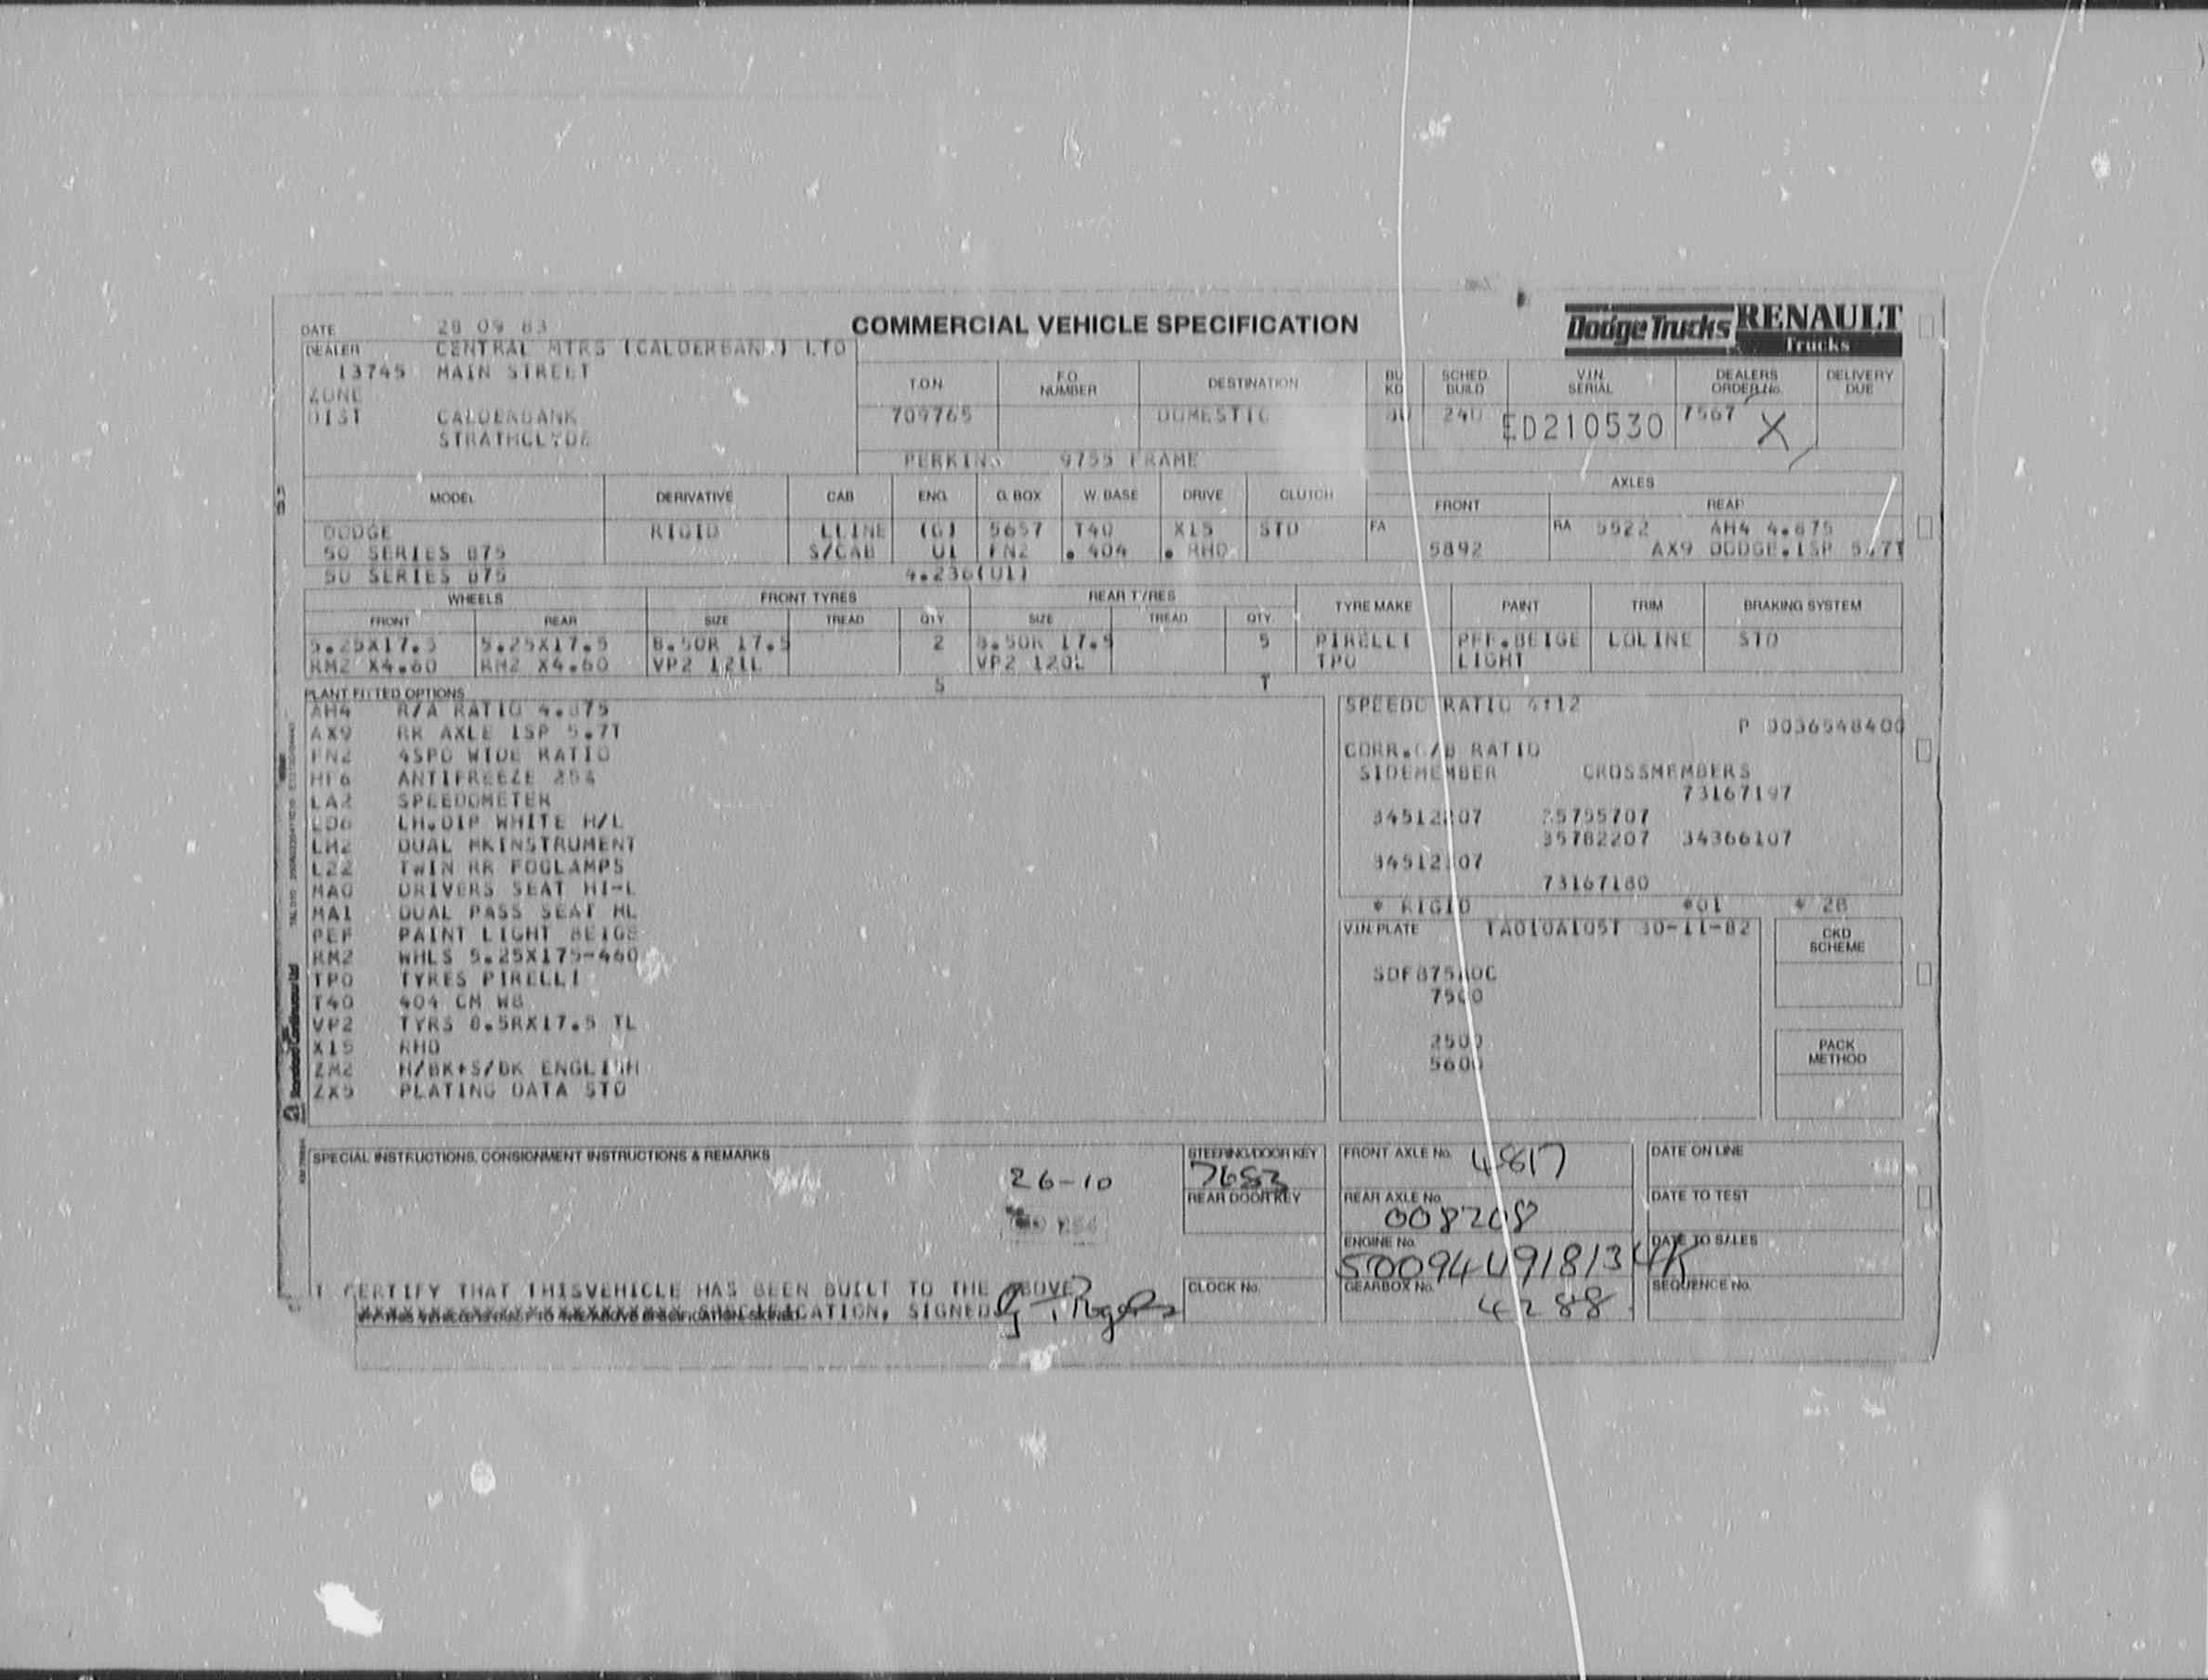 COMMERCIAL VEHICLE SPECIFICATION
Dodge Trucks RENAULT
Trucks
DATE 28 09 83
DEALER CENTRAL MTRS (CALDERBANK) LTD
13745 MAIN STREET
ZONE
DIST CALDERBANK
STRATHCLYDE
T.O.N. F.O. NUMBER DESTINATION BU KD SCHED. BUILD V.I.N. SERIAL DEALERS ORDER No. DELIVERY DUE
709765 DOMESTIC BU 240 ED210530 7567 X
PERKINS 9755 FRAME
MODEL DERIVATIVE CAB ENG. G. BOX W. BASE DRIVE CLUTCH AXLES
FRONT REAR
DODGE RIGID LLINE (G) 5657 T40 X15 STD FA RA 5522 AH4 4.875
50 SERIES B75 S/CAB U1 FN2 . 404 . RHD 5892 AX9 DODGE.1SP 5.7T
50 SERIES B75 4.236(U1)
WHEELS FRONT TYRES REAR TYRES TYRE MAKE PAINT TRIM BRAKING SYSTEM
FRONT REAR SIZE TREAD QTY SIZE TREAD QTY.
5.25X17.5 5.25X17.5 8.50R 17.5 2 8.50R 17.5 5 PIRELLI PEF.BEIGE LOLINE STD
RM2 X4.60 RM2 X4.60 VP2 121L VP2 120L TPO LIGHT
S T
PLANT FITTED OPTIONS
AH4 R/A RATIO 4.875
AX9 RR AXLE 1SP 5.7T
FN2 4SPD WIDE RATIO
HF6 ANTIFREEZE 25%
LA2 SPEEDOMETER
LD6 LH.DIP WHITE H/L
LH2 DUAL MKINSTRUMENT
LZ2 TWIN RR FOGLAMPS
MA0 DRIVERS SEAT HI-L
MA1 DUAL PASS SEAT HL
PEF PAINT LIGHT BEIGE
RM2 WHLS 5.25X175-460
TPO TYRES PIRELLI
T40 404 CM WB
VP2 TYRS 8.5RX17.5 TL
X15 RHD
ZM2 H/BK+S/BK ENGLISH
ZX5 PLATING DATA STD
SPEEDO RATIO 4:12
P 0036548400
CORR.G/B RATIO
SIDEMEMBER CROSSMEMBERS
73167197
34512207 35795707
35782207 34366107
73167180
* RIGID *01 * 28
V.I.N. PLATE TA010A105T 30-11-82
7500
2500
5600
CKD SCHEME
PACK METHOD
SPECIAL INSTRUCTIONS, CONSIGNMENT INSTRUCTIONS & REMARKS
26-10
STEERING/DOOR KEY 7683
REAR DOOR KEY
CLOCK No.
FRONT AXLE No. 4817
REAR AXLE No. 008208
ENGINE No.
GEARBOX No. 4288
DATE ON LINE
DATE TO TEST
DATE TO SALES
SEQUENCE No.
I CERTIFY THAT THISVEHICLE HAS BEEN BUILT TO THE ABOVE
SPECIFICATION, SIGNED